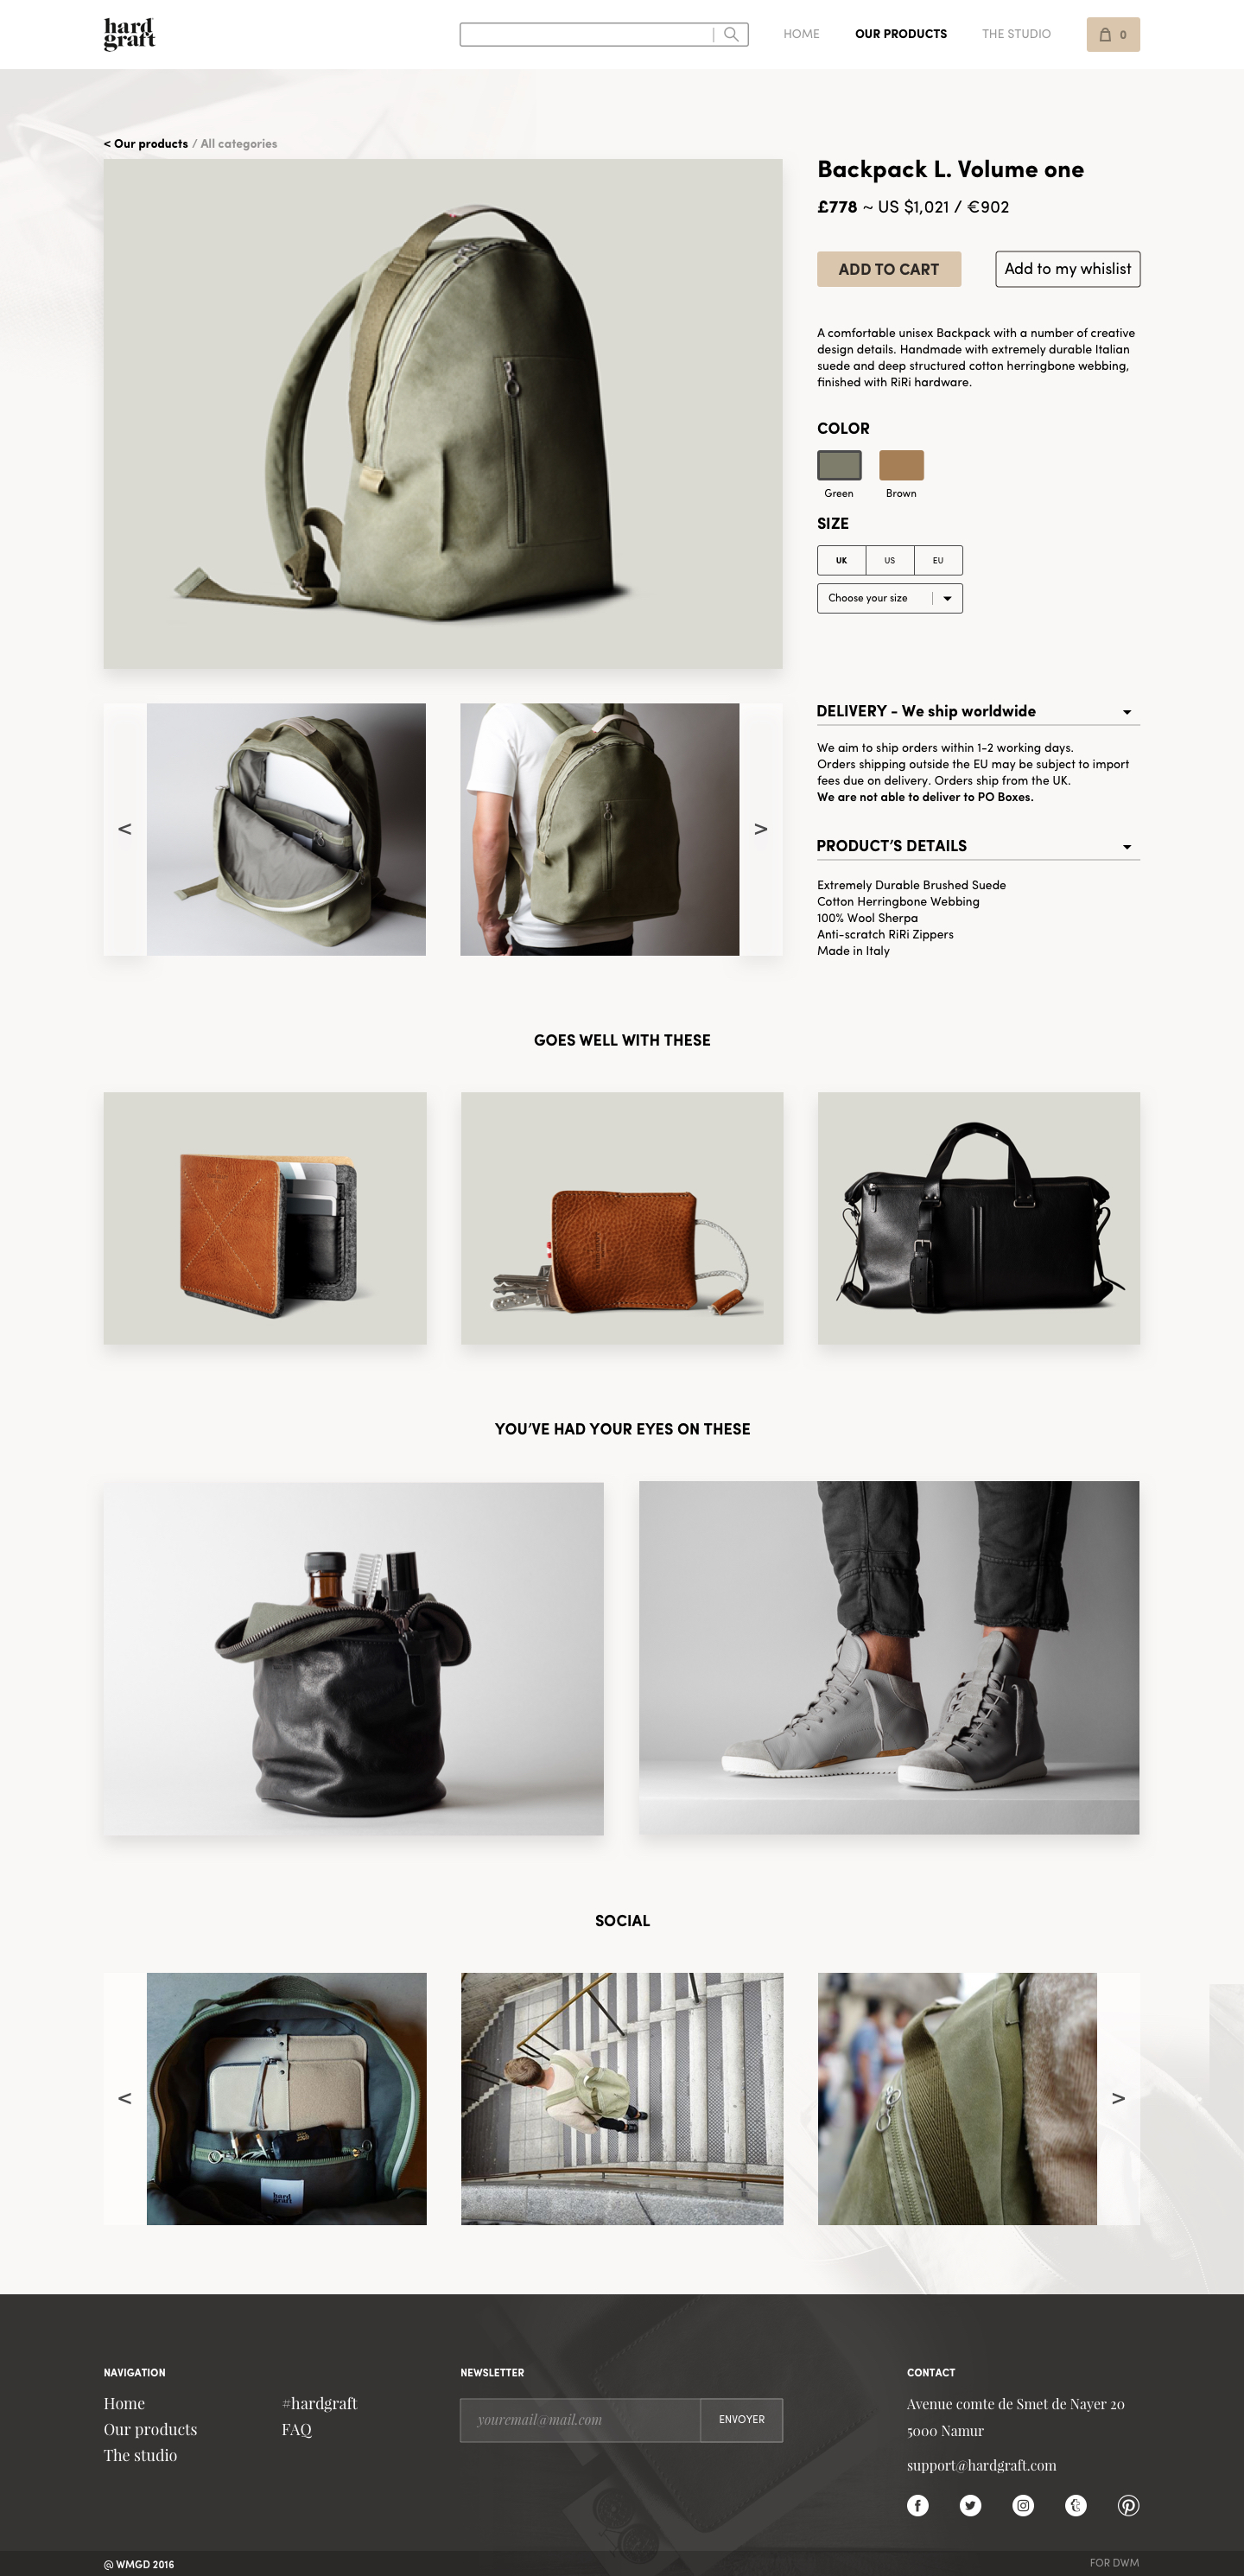 hard
graft
HOME
OUR PRODUCTS
THE STUDIO
0
< Our products / All categories
Backpack L. Volume one
£778 ~ US $1,021 / €902
ADD TO CART
Add to my whislist
A comfortable unisex Backpack with a number of creative
design details. Handmade with extremely durable Italian
suede and deep structured cotton herringbone webbing,
finished with RiRi hardware.
COLOR
Green
Brown
SIZE
UK
US
EU
Choose your size
DELIVERY - We ship worldwide
We aim to ship orders within 1-2 working days.
Orders shipping outside the EU may be subject to import
fees due on delivery. Orders ship from the UK.
We are not able to deliver to PO Boxes.
<
>
PRODUCT'S DETAILS
Extremely Durable Brushed Suede
Cotton Herringbone Webbing
100% Wool Sherpa
Anti-scratch RiRi Zippers
Made in Italy
GOES WELL WITH THESE
YOU'VE HAD YOUR EYES ON THESE
SOCIAL
<
>
hard
graft
NAVIGATION
Home
Our products
The studio
#hardgraft
FAQ
NEWSLETTER
youremail@mail.com
ENVOYER
CONTACT
Avenue comte de Smet de Nayer 20
5000 Namur
support@hardgraft.com
@ WMGD 2016
FOR DWM